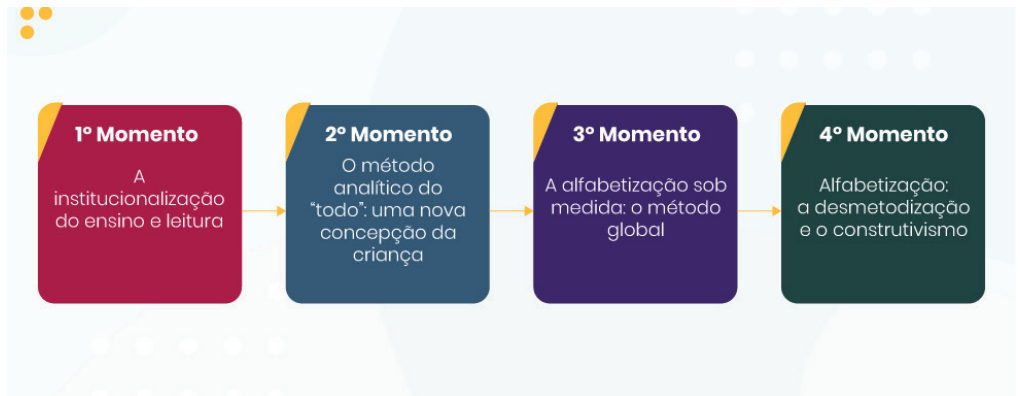 1º Momento
A
institucionalização
do ensino e leitura
2º Momento
O método
analítico do
“todo”: uma nova
concepção da
criança
3º Momento
A alfabetização sob
medida: o método
global
4º Momento
Alfabetização:
a desmetodização
e o construtivismo